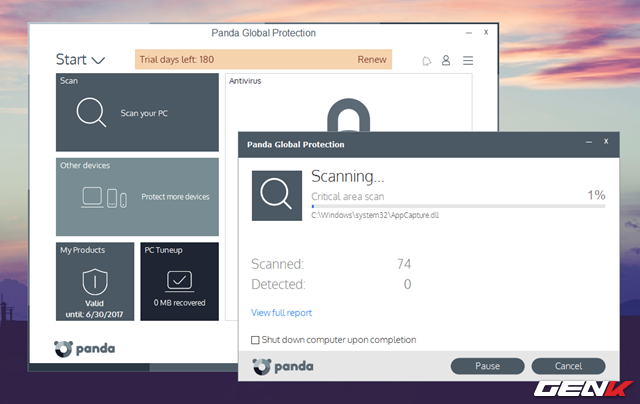 Panda Global Protection
Start
Trial days left: 180
Renew
Scan
Scan your PC
Antivirus
Other devices
Protect more devices
My Products
Valid
until: 6/30/2017
PC Tuneup
0 MB recovered
panda
Panda Global Protection
Scanning...
Critical area scan
1%
C:\Windows\system32\AppCapture.dll
Scanned: 74
Detected: 0
View full report
Shut down computer upon completion
panda
Pause
Cancel
GENK